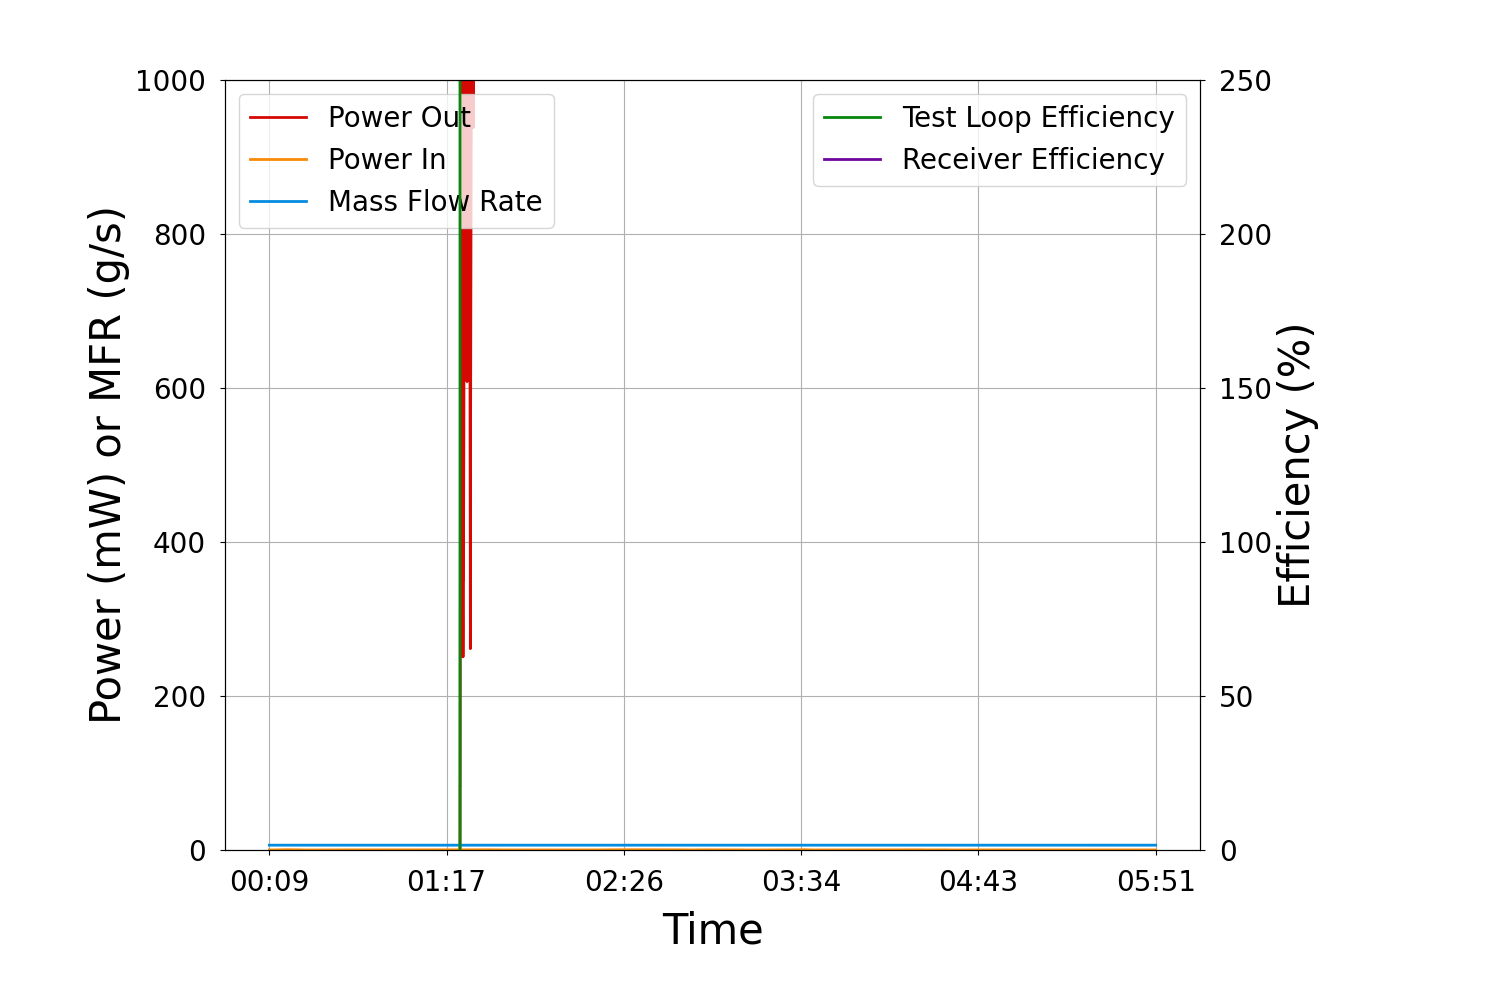 1000
800
600
400
200
0
Power (mW) or MFR (g/s)
Power Out
Power In
Mass Flow Rate
Test Loop Efficiency
Receiver Efficiency
250
200
150
100
50
0
Efficiency (%)
00:09 01:17 02:26 03:34 04:43 05:51
Time